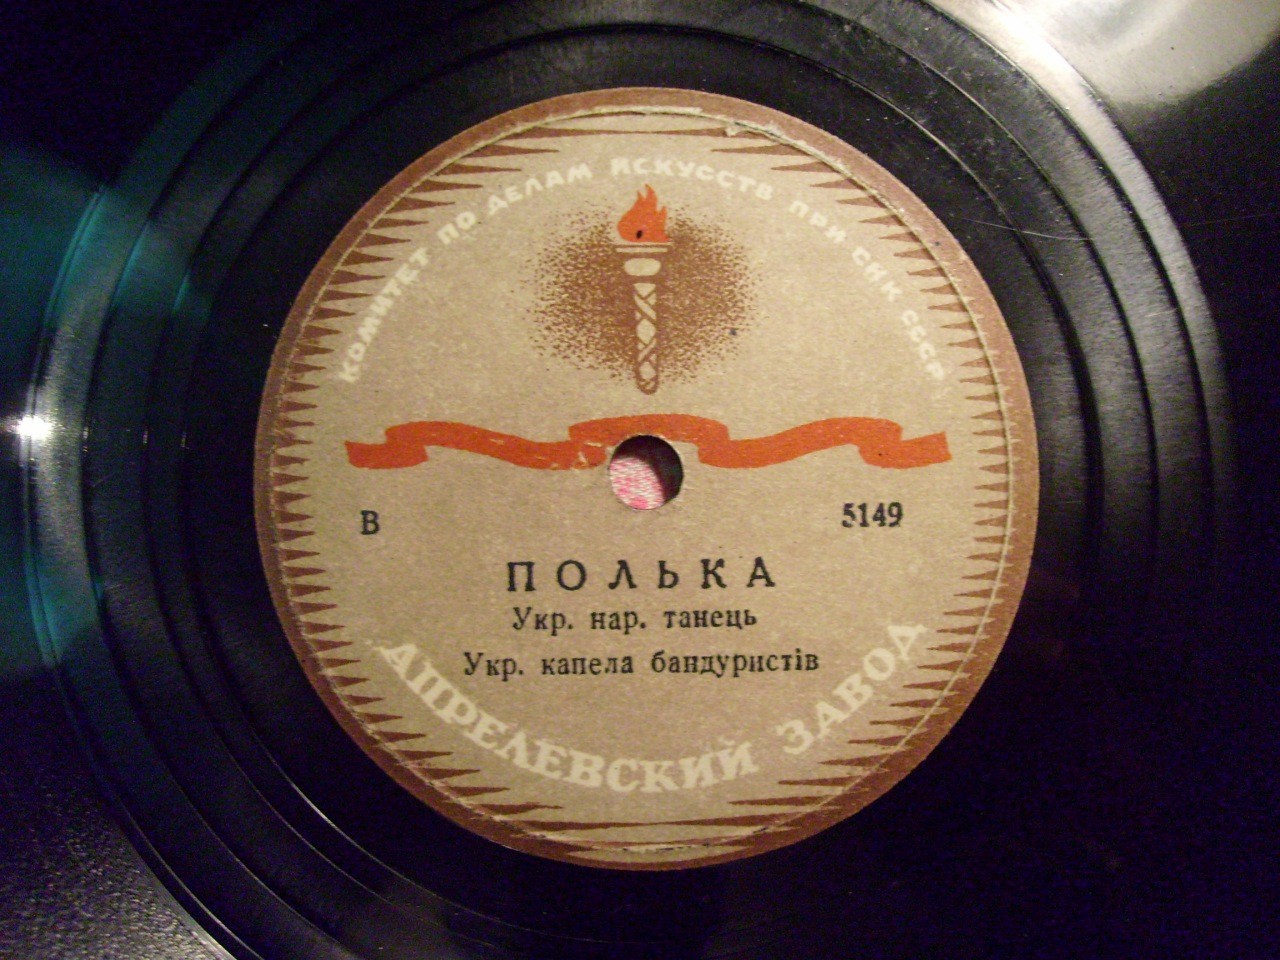 КОМИТЕТ ПО ДЕЛАМ ИСКУССТВ ПРИ СНК СССР
В
5149
ПОЛЬКА
Укр. нар. танець
Укр. капела бандуристів
АПРЕЛЕВСКИЙ ЗАВОД